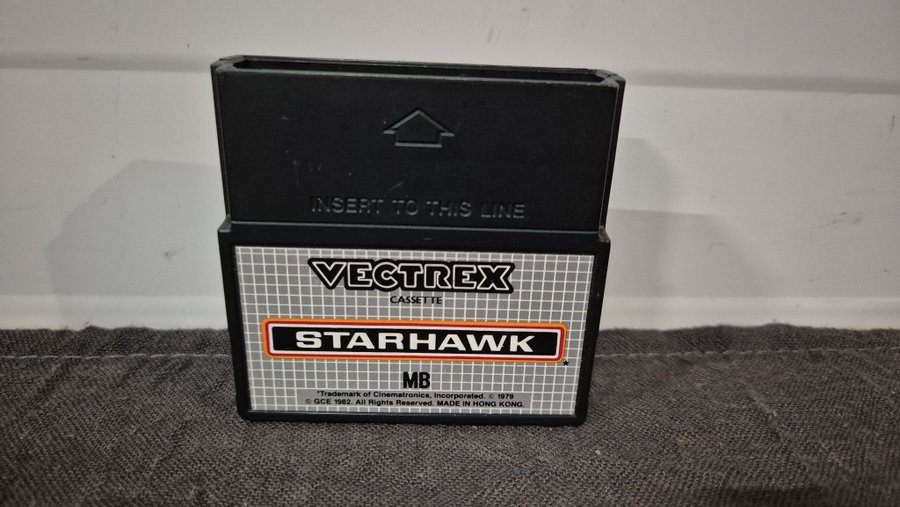 INSERT TO THIS LINE
VECTREX
CASSETTE
STARHAWK
*
MB
*Trademark of Cinematronics, Incorporated. © 1979
© GCE 1982. All Rights Reserved. MADE IN HONG KONG.